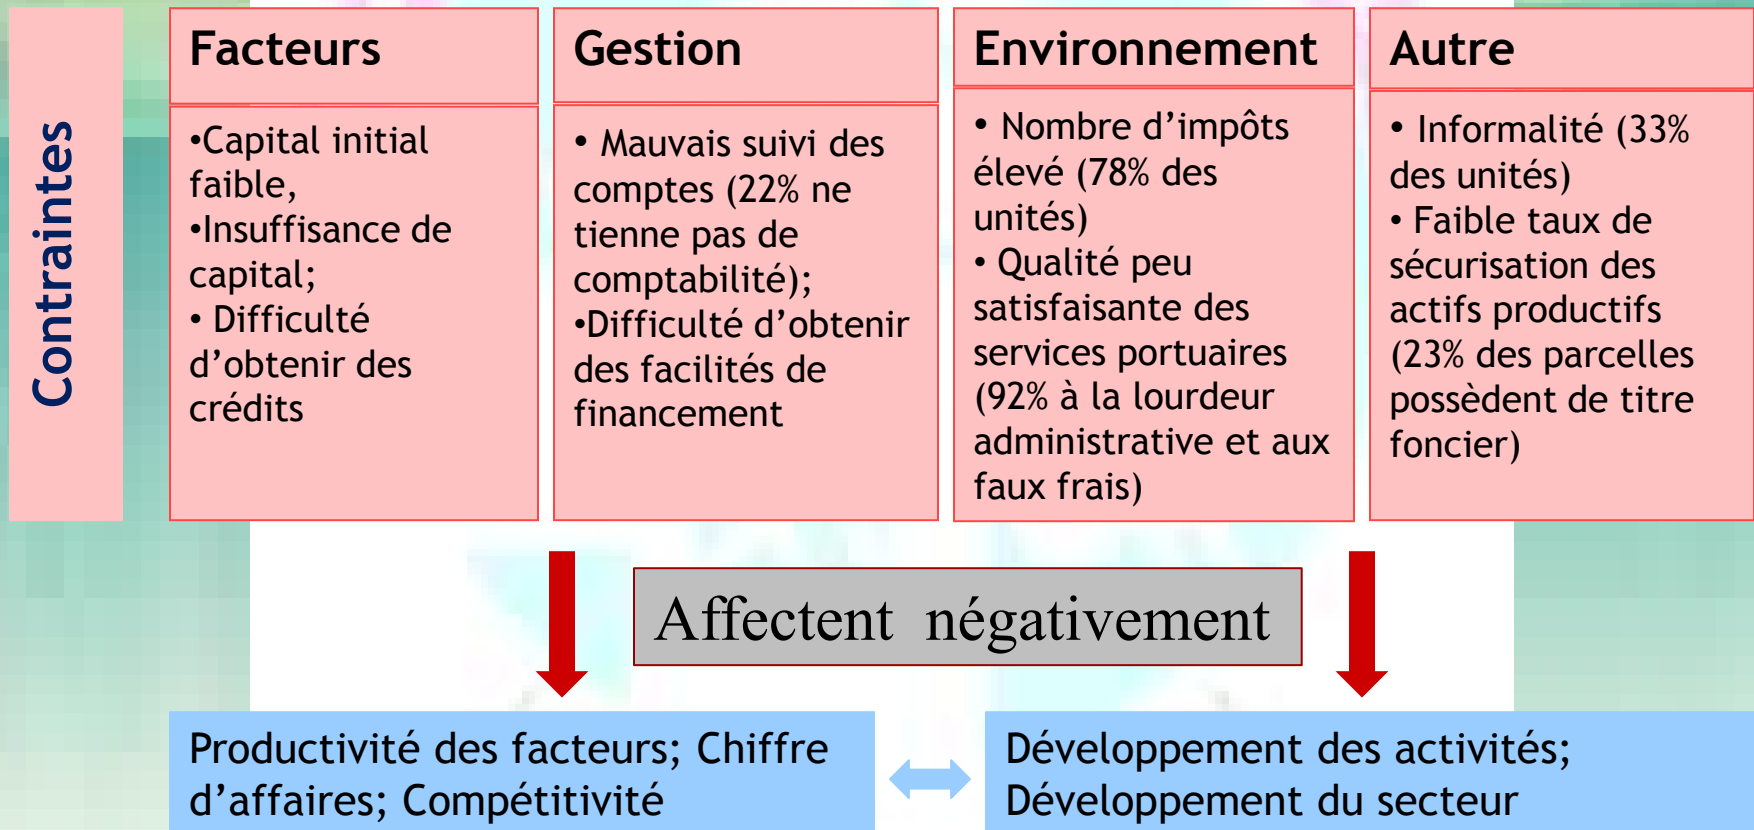 Contraintes
Facteurs
•Capital initial
faible,
•Insuffisance de
capital;
• Difficulté
d’obtenir des
crédits
Gestion
• Mauvais suivi des
comptes (22% ne
tienne pas de
comptabilité);
•Difficulté d’obtenir
des facilités de
financement
Environnement
• Nombre d’impôts
élevé (78% des
unités)
• Qualité peu
satisfaisante des
services portuaires
(92% à la lourdeur
administrative et aux
faux frais)
Autre
• Informalité (33%
des unités)
• Faible taux de
sécurisation des
actifs productifs
(23% des parcelles
possèdent de titre
foncier)
Affectent négativement
Productivité des facteurs; Chiffre
d’affaires; Compétitivité
Développement des activités;
Développement du secteur